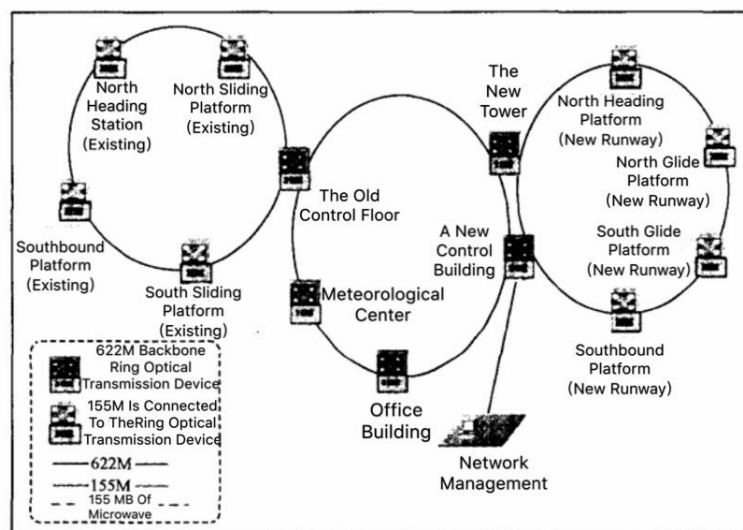 North
Heading
Station
(Existing)
North Sliding
Platform
(Existing)
Southbound
Platform
(Existing)
South Sliding
Platform
(Existing)
The Old
Control Floor
The New
Tower
A New
Control
Building
Meteorological
Center
Office
Building
Network
Management
North Heading
Platform
(New Runway)
North Glide
Platform
(New Runway)
South Glide
Platform
(New Runway)
Southbound
Platform
(New Runway)
622M Backbone
Ring Optical
Transmission Device
155M Is Connected
To TheRing Optical
Transmission Device
622M
155M
155 MB Of
Microwave